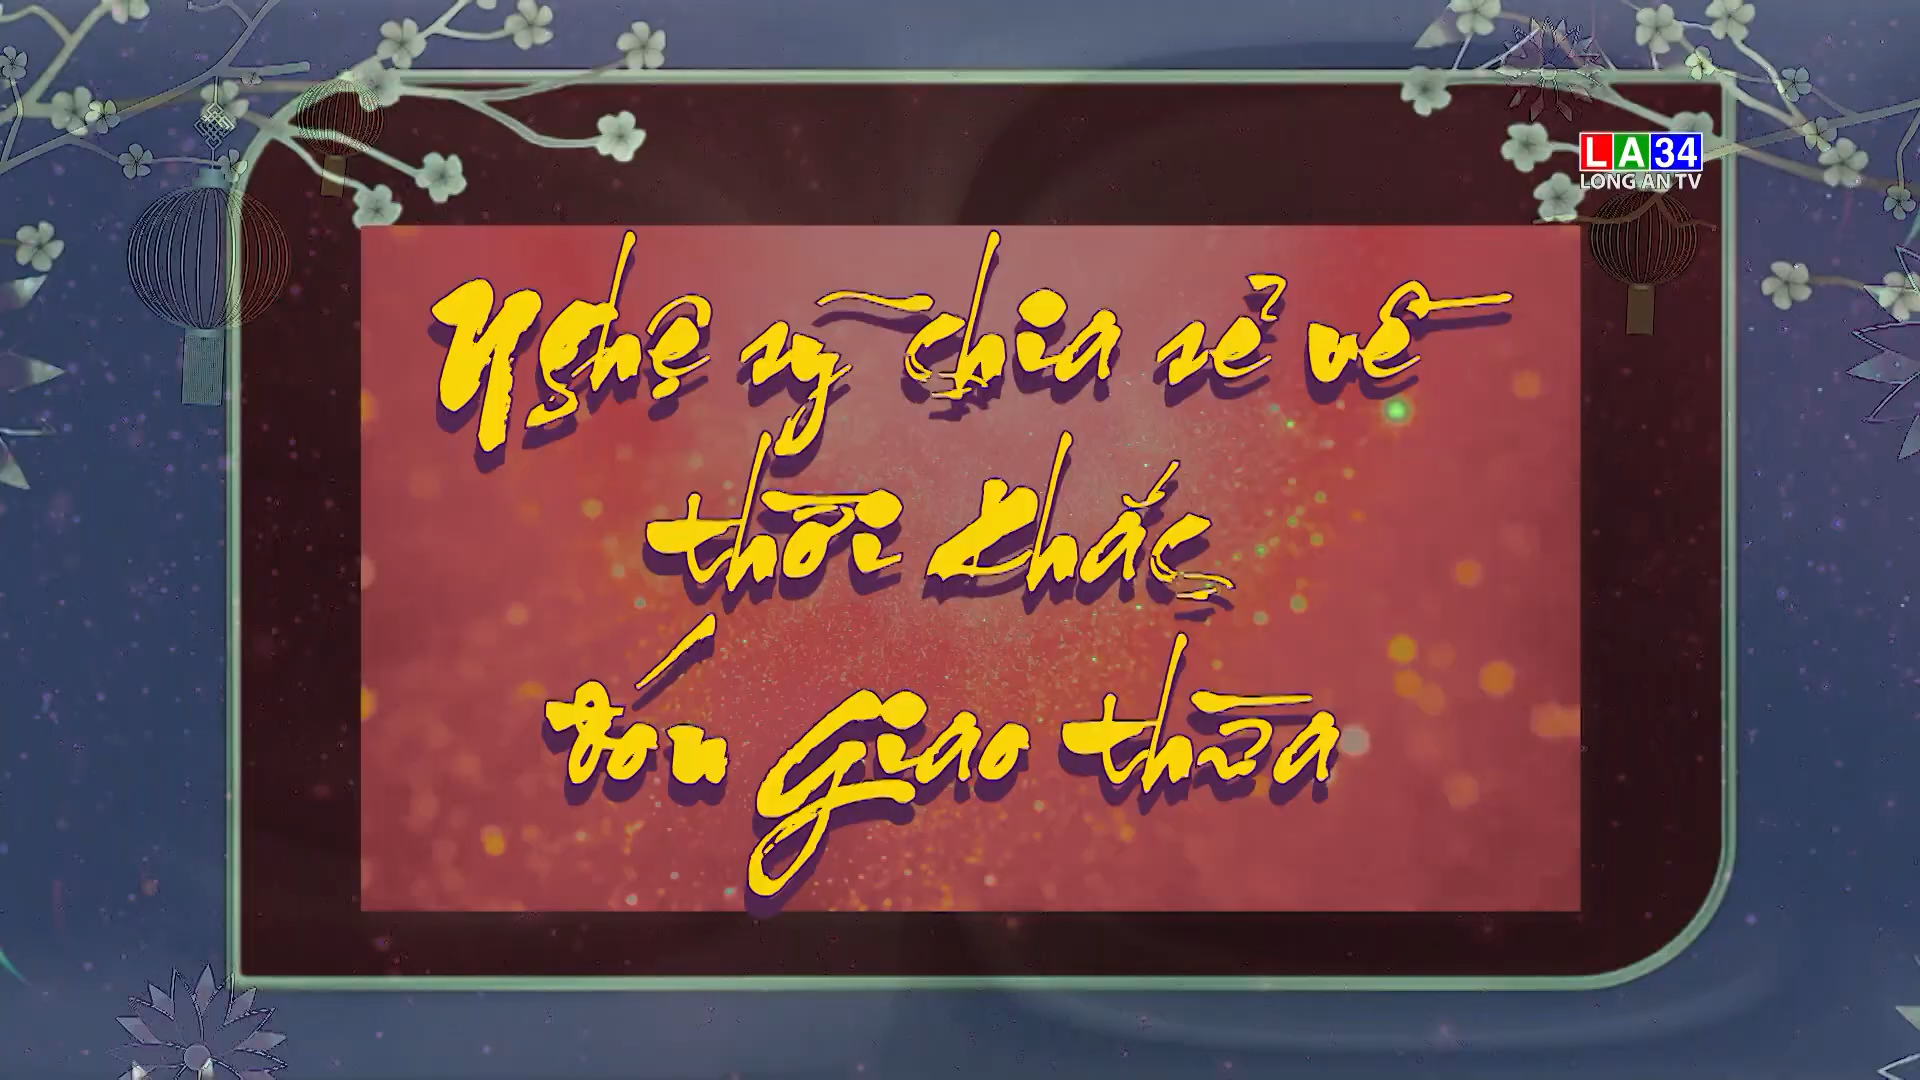 LA34
LONG AN TV
Nghệ sỹ chia sẻ về
thời khắc
đón giao thừa